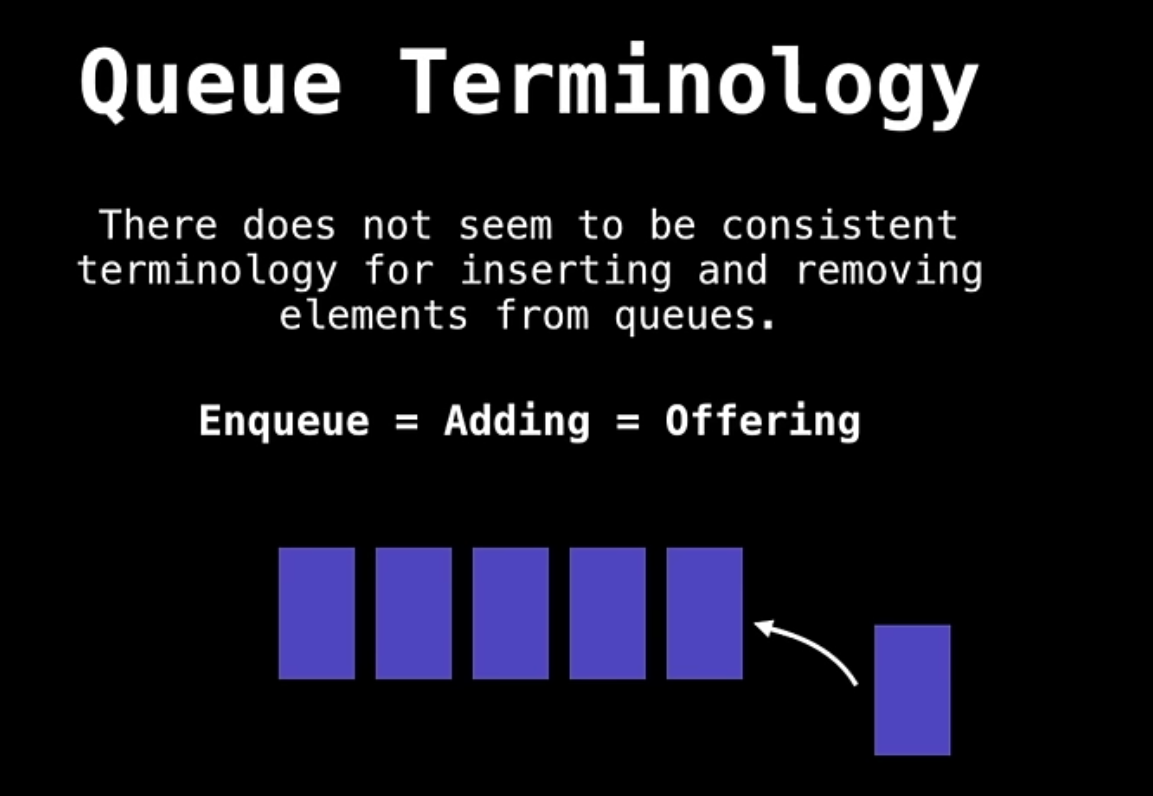 Queue Terminology
There does not seem to be consistent
terminology for inserting and removing
elements from queues.
Enqueue = Adding = Offering